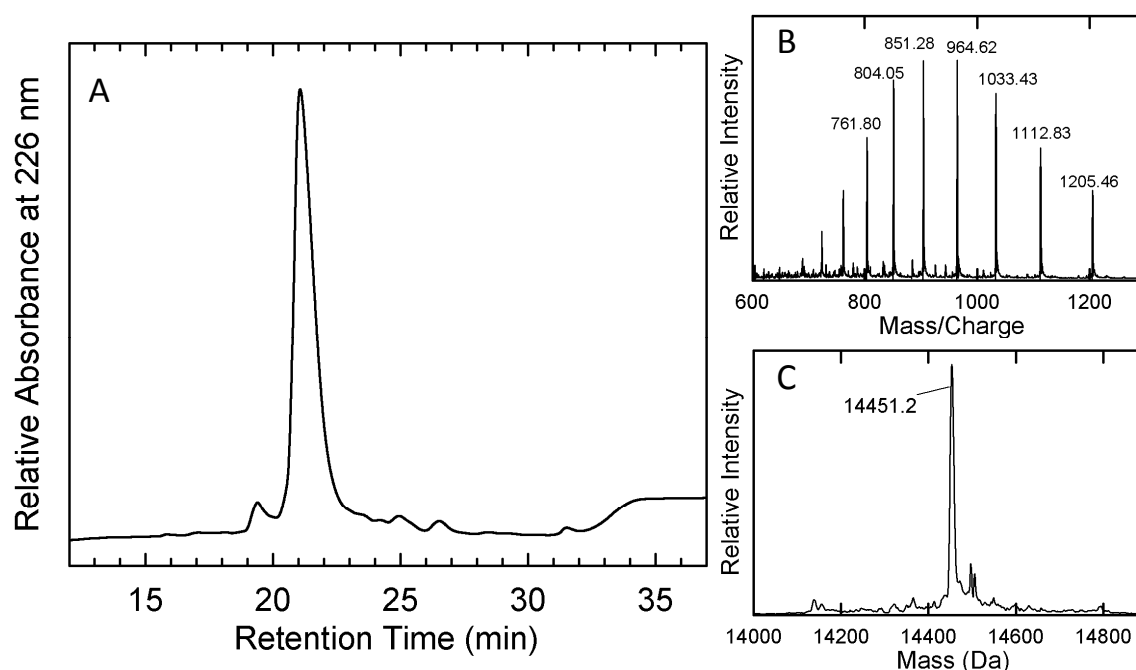 A
Relative Absorbance at 226 nm
15 20 25 30 35
Retention Time (min)
B
Relative Intensity
761.80
804.05
851.28
964.62
1033.43
1112.83
1205.46
600 800 1000 1200
Mass/Charge
C
Relative Intensity
14451.2
14000 14200 14400 14600 14800
Mass (Da)